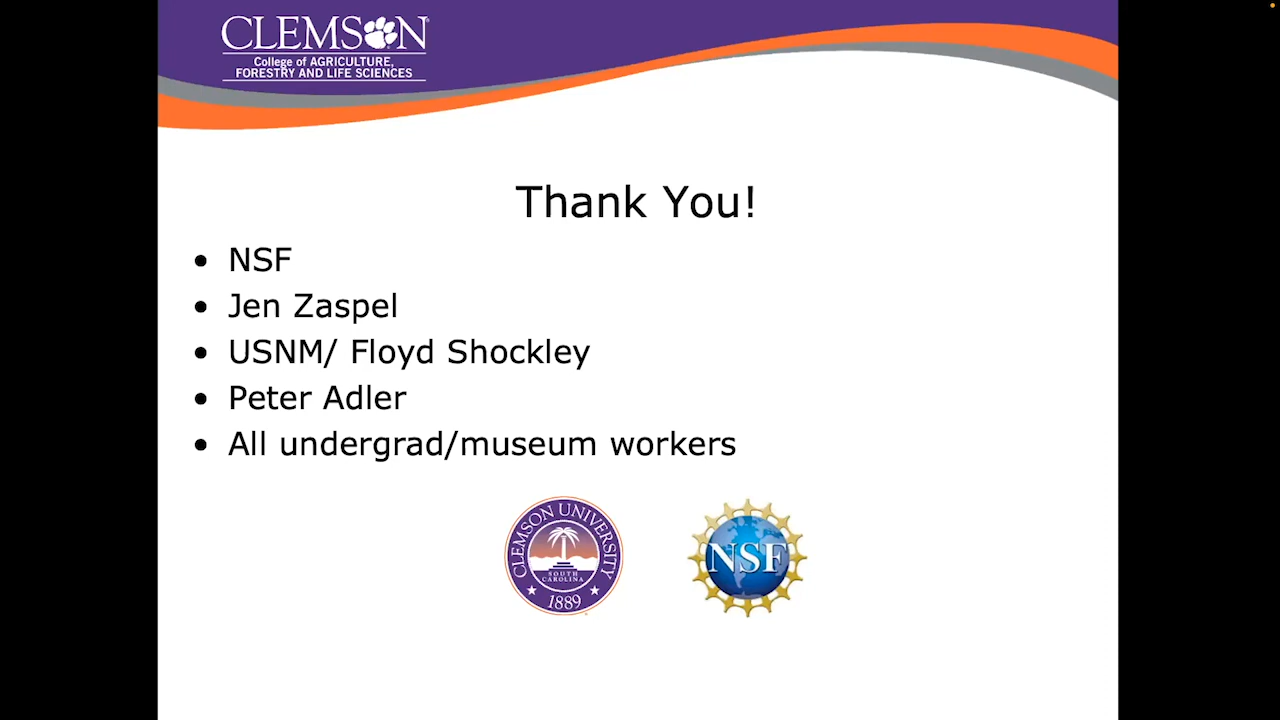 CLEMSON
College of AGRICULTURE,
FORESTRY AND LIFE SCIENCES
Thank You!
• NSF
• Jen Zaspel
• USNM/ Floyd Shockley
• Peter Adler
• All undergrad/museum workers
CLEMSON UNIVERSITY
SOUTH
CAROLINA
1889
NSF